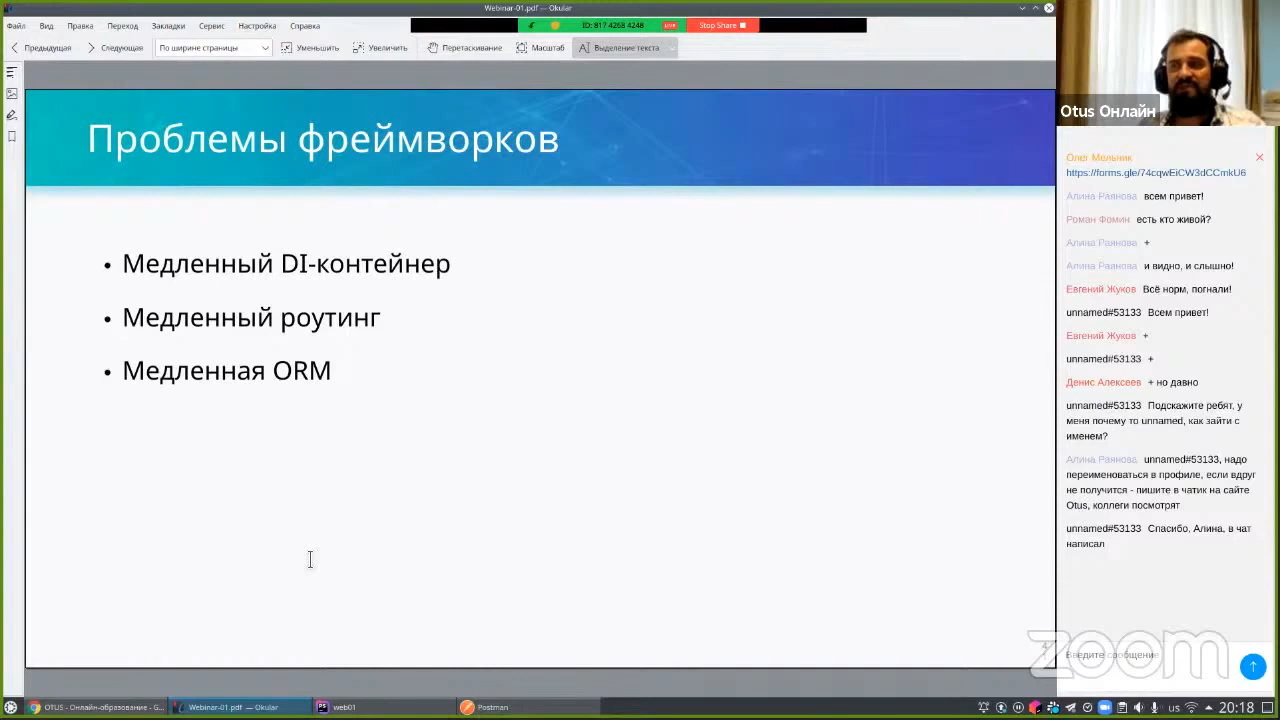 Webinar-01.pdf — Okular
Файл Вид Правка Переход Закладки Сервис Настройка Справка
ID: 817 4268 4248 LIVE Stop Share
Предыдущая Следующая По ширине страницы Уменьшить Увеличить Перетаскивание Масштаб Выделение текста
Otus Онлайн
Проблемы фреймворков
• Медленный DI-контейнер
• Медленный роутинг
• Медленная ORM
4
Олег Мельник
https://forms.gle/74cqwEiCW3dCCmkU6
Алина Раянова всем привет!
Роман Фомин есть кто живой?
Алина Раянова +
Алина Раянова и видно, и слышно!
Евгений Жуков Всё норм, погнали!
unnamed#53133 Всем привет!
Евгений Жуков +
unnamed#53133 +
Денис Алексеев + но давно
unnamed#53133 Подскажите ребят, у
меня почему то unnamed, как зайти с
именем?
Алина Раянова unnamed#53133, надо
переименоваться в профиле, если вдруг
не получится - пишите в чатик на сайте
Otus, коллеги посмотрят
unnamed#53133 Спасибо, Алина, в чат
написал
Введите сообщение
zoom
OTUS - Онлайн-образование - G... Webinar-01.pdf — Okular web01 Postman us 20:18